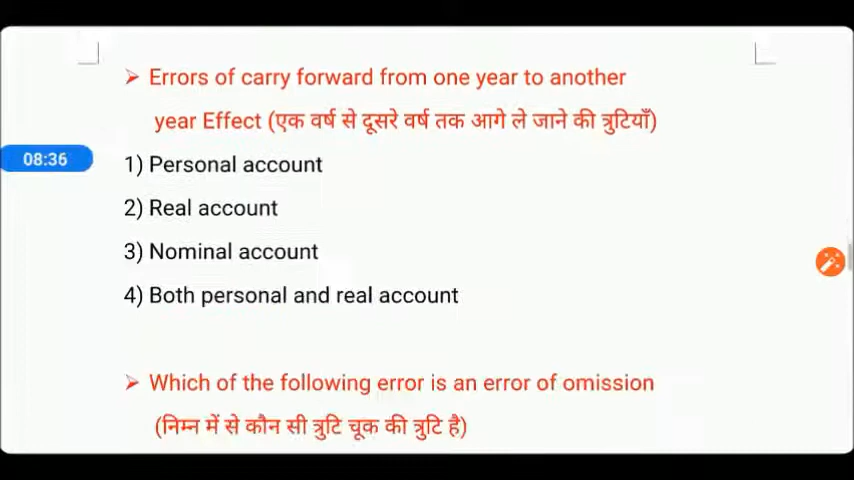 ➢ Errors of carry forward from one year to another
year Effect (एक वर्ष से दूसरे वर्ष तक आगे ले जाने की त्रुटियाँ)
08:36
1) Personal account
2) Real account
3) Nominal account
4) Both personal and real account
➢ Which of the following error is an error of omission
(निम्न में से कौन सी त्रुटि चूक की त्रुटि है)